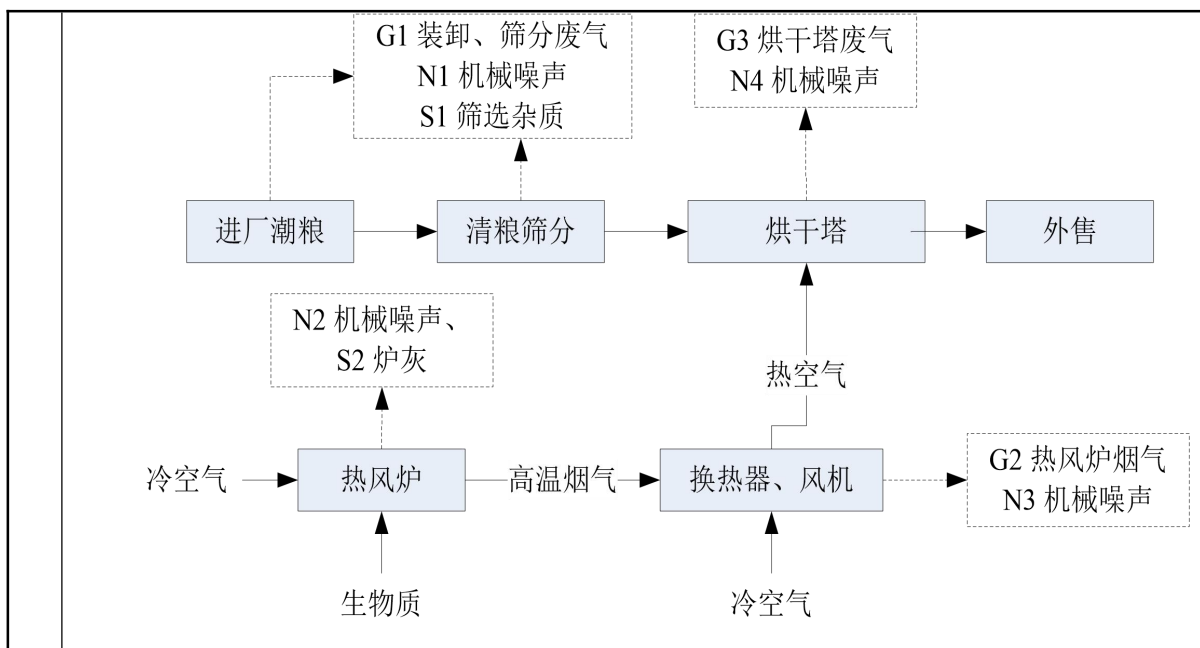 G1 装卸、筛分废气
N1 机械噪声
S1 筛选杂质
G3 烘干塔废气
N4 机械噪声
进厂潮粮
清粮筛分
烘干塔
外售
N2 机械噪声、
S2 炉灰
热空气
冷空气
热风炉
高温烟气
换热器、风机
G2 热风炉烟气
N3 机械噪声
生物质
冷空气